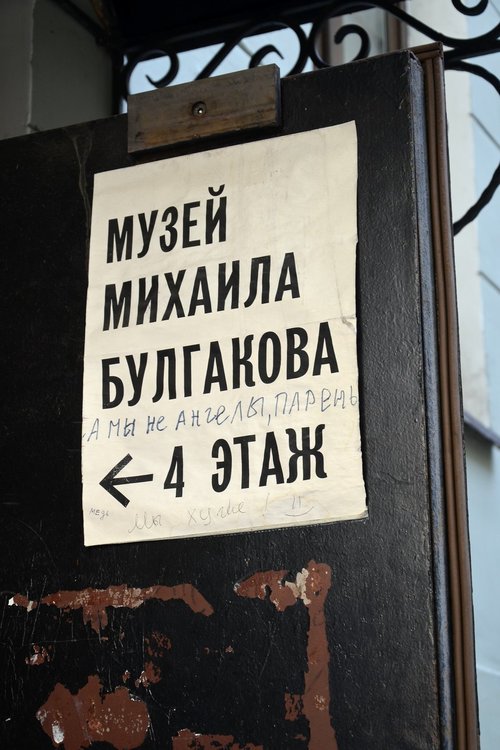 МУЗЕЙ
МИХАИЛА
БУЛГАКОВА
А МЫ не АнГеЛЫ, ПАРЕНЬ
← 4 ЭТАЖ
мы хуже!